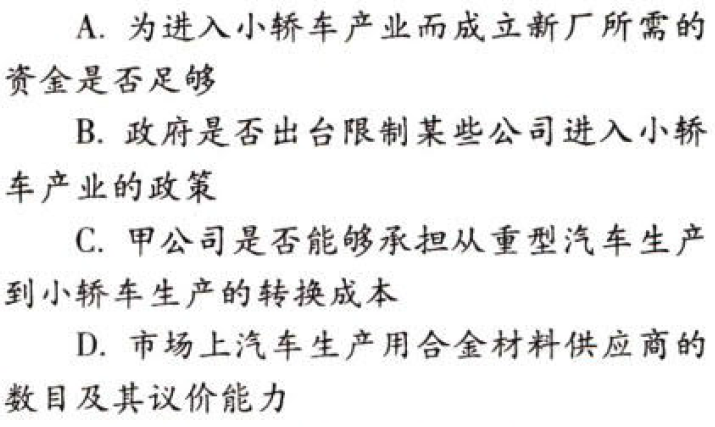 A. 为进入小轿车产业而成立新厂所需的
资金是否足够
B. 政府是否出台限制某些公司进入小轿
车产业的政策
C. 甲公司是否能够承担从重型汽车生产
到小轿车生产的转换成本
D. 市场上汽车生产用合金材料供应商的
数目及其议价能力